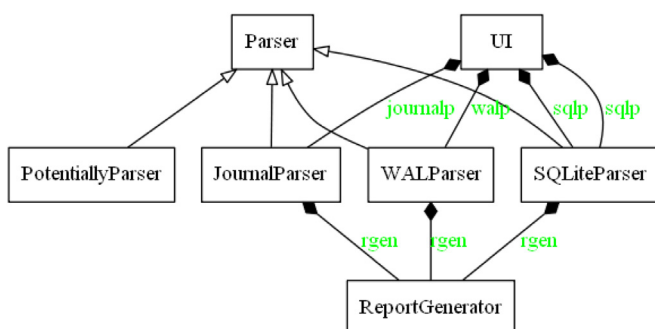 Parser
UI
journalp
walp
sqlp
sqlp
PotentiallyParser
JournalParser
WALParser
SQLiteParser
rgen
rgen
rgen
ReportGenerator